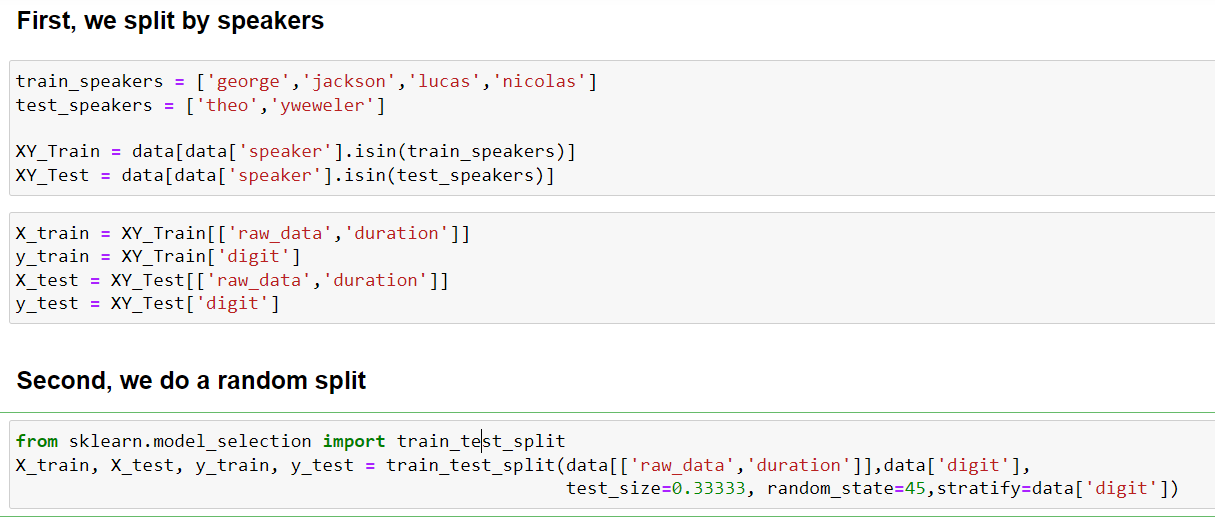 First, we split by speakers
train_speakers = ['george','jackson','lucas','nicolas']
test_speakers = ['theo','yweweler']
XY_Train = data[data['speaker'].isin(train_speakers)]
XY_Test = data[data['speaker'].isin(test_speakers)]
X_train = XY_Train[['raw_data','duration']]
y_train = XY_Train['digit']
X_test = XY_Test[['raw_data','duration']]
y_test = XY_Test['digit']
Second, we do a random split
from sklearn.model_selection import train_test_split
X_train, X_test, y_train, y_test = train_test_split(data[['raw_data','duration']],data['digit'],
test_size=0.33333, random_state=45,stratify=data['digit'])